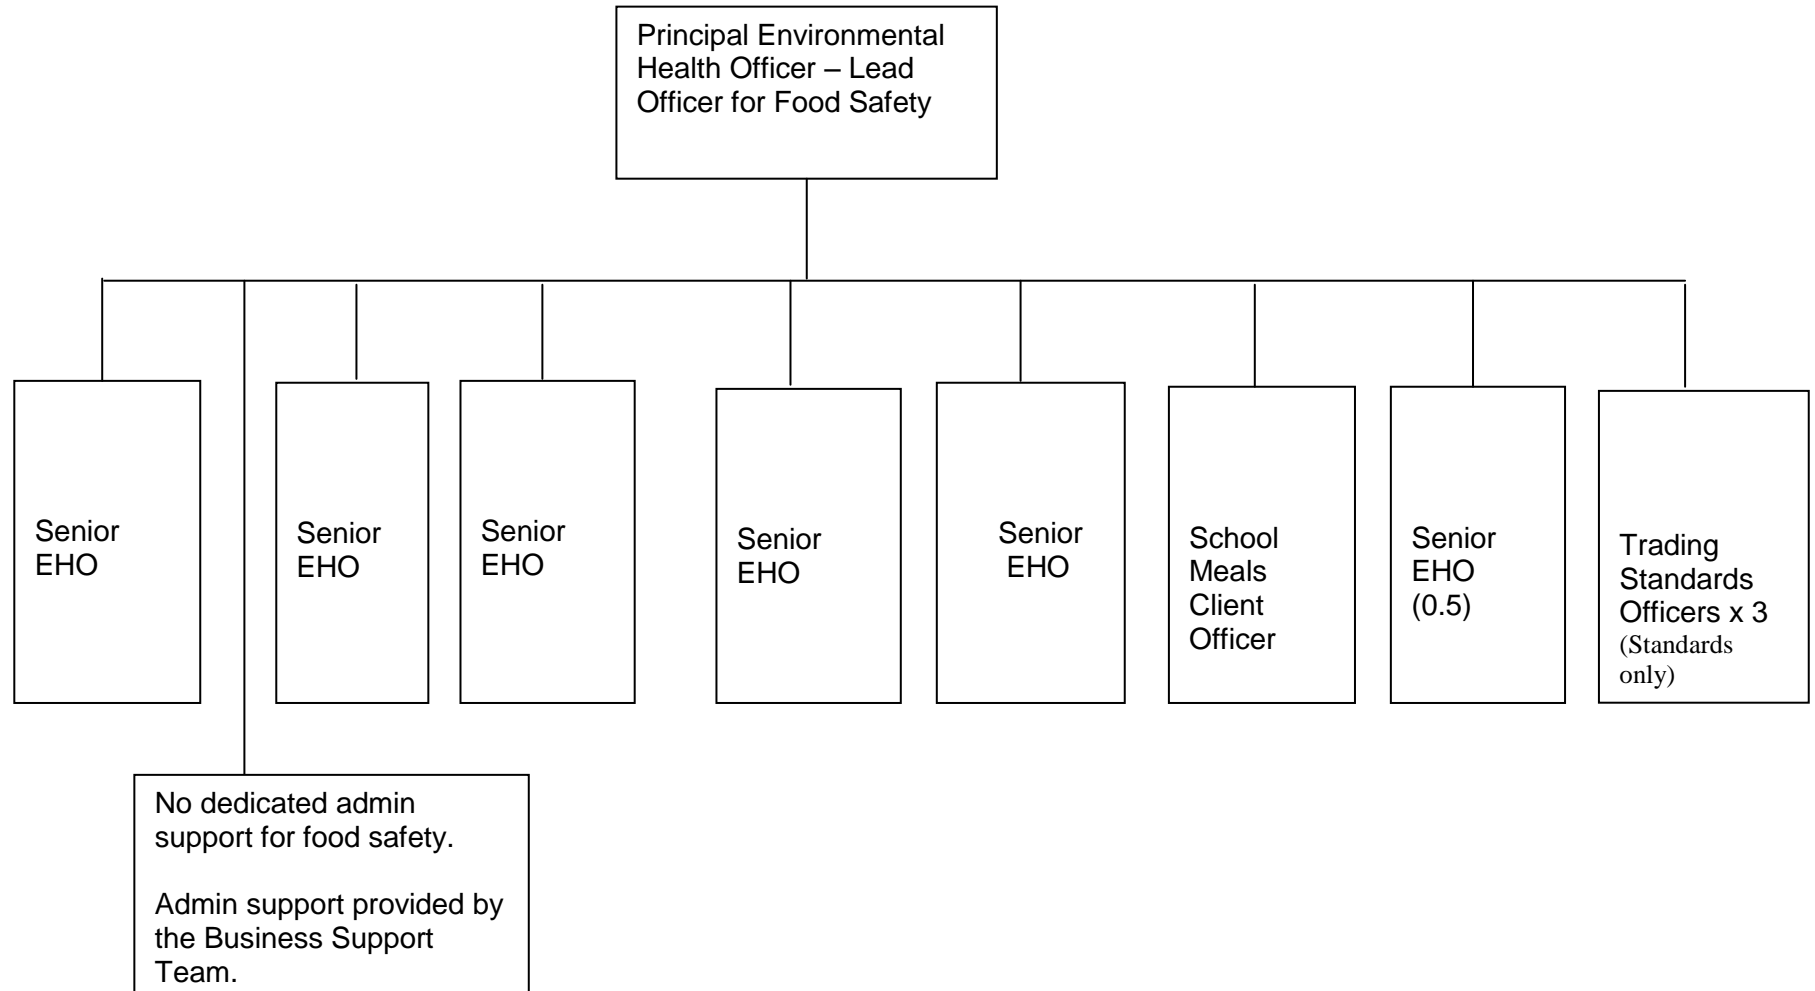 Principal Environmental
Health Officer – Lead
Officer for Food Safety
Senior
EHO
Senior
EHO
Senior
EHO
Senior
EHO
Senior
EHO
School
Meals
Client
Officer
Senior
EHO
(0.5)
Trading
Standards
Officers x 3
(Standards
only)
No dedicated admin
support for food safety.
Admin support provided by
the Business Support
Team.